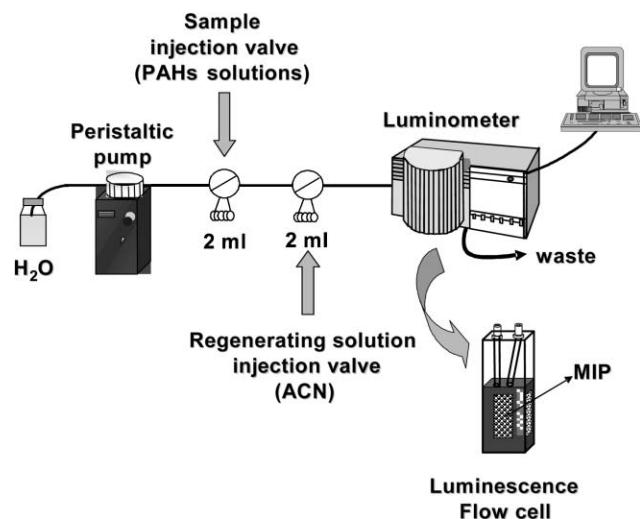 Sample
injection valve
(PAHs solutions)
Peristaltic
pump
Luminometer
2 ml
2 ml
H₂O
waste
Regenerating solution
injection valve
(ACN)
MIP
Luminescence
Flow cell